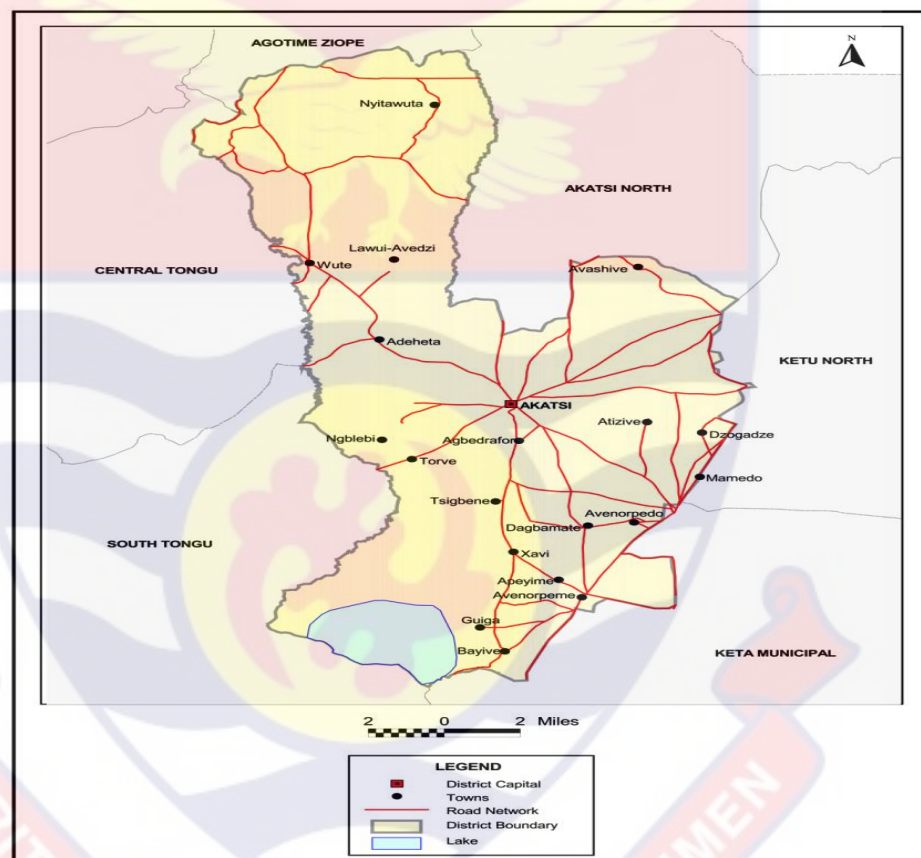 AGOTIME ZIOPE
N
Nyitawuta
AKATSI NORTH
Lawui-Avedzi
CENTRAL TONGU
Wute
Avashive
Adeheta
KETU NORTH
AKATSI
Atizive
Ngblebi
Agbedrafor
Dzogadze
Torve
Mamedo
Tsigbene
Avenorpedo
Dagbamate
SOUTH TONGU
Xavi
Apeyime
Avenorpeme
Guiga
Bayive
KETA MUNICIPAL
2 0 2 Miles
LEGEND
District Capital
Towns
Road Network
District Boundary
Lake